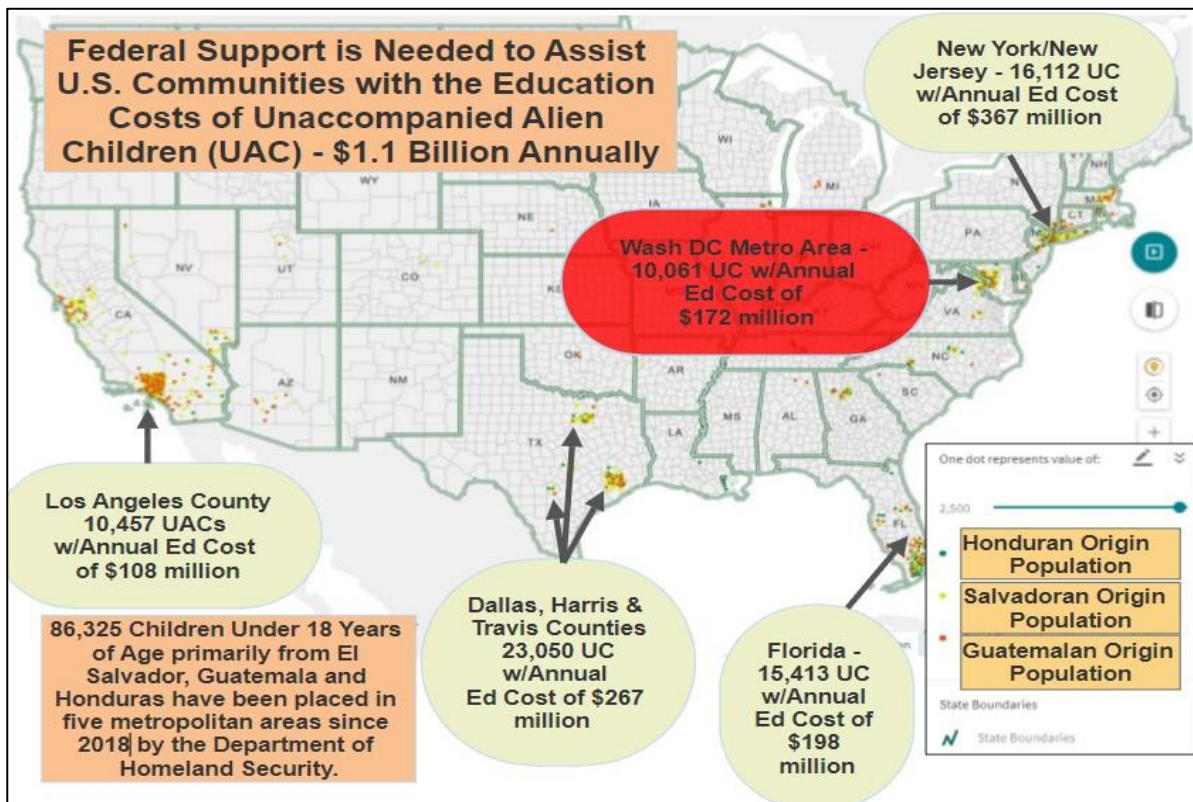 Federal Support is Needed to Assist
U.S. Communities with the Education
Costs of Unaccompanied Alien
Children (UAC) - $1.1 Billion Annually
New York/New
Jersey - 16,112 UC
w/Annual Ed Cost
of $367 million
WI
MI
NH
MA
CT
WY
NE
IA
PA
NV
UT
CO
CA
Wash DC Metro Area -
10,061 UC w/Annual
Ed Cost of
$172 million
VA
AZ
NM
OK
AR
NC
SC
MS
AL
GA
TX
LA
FL
Los Angeles County
10,457 UACs
w/Annual Ed Cost
of $108 million
86,325 Children Under 18 Years
of Age primarily from El
Salvador, Guatemala and
Honduras have been placed in
five metropolitan areas since
2018 by the Department of
Homeland Security.
Dallas, Harris &
Travis Counties
23,050 UC
w/Annual
Ed Cost of $267
million
Florida -
15,413 UC
w/Annual
Ed Cost of
$198
million
One dot represents value of:
2,500
Honduran Origin
Population
Salvadoran Origin
Population
Guatemalan Origin
Population
State Boundaries
State Boundaries